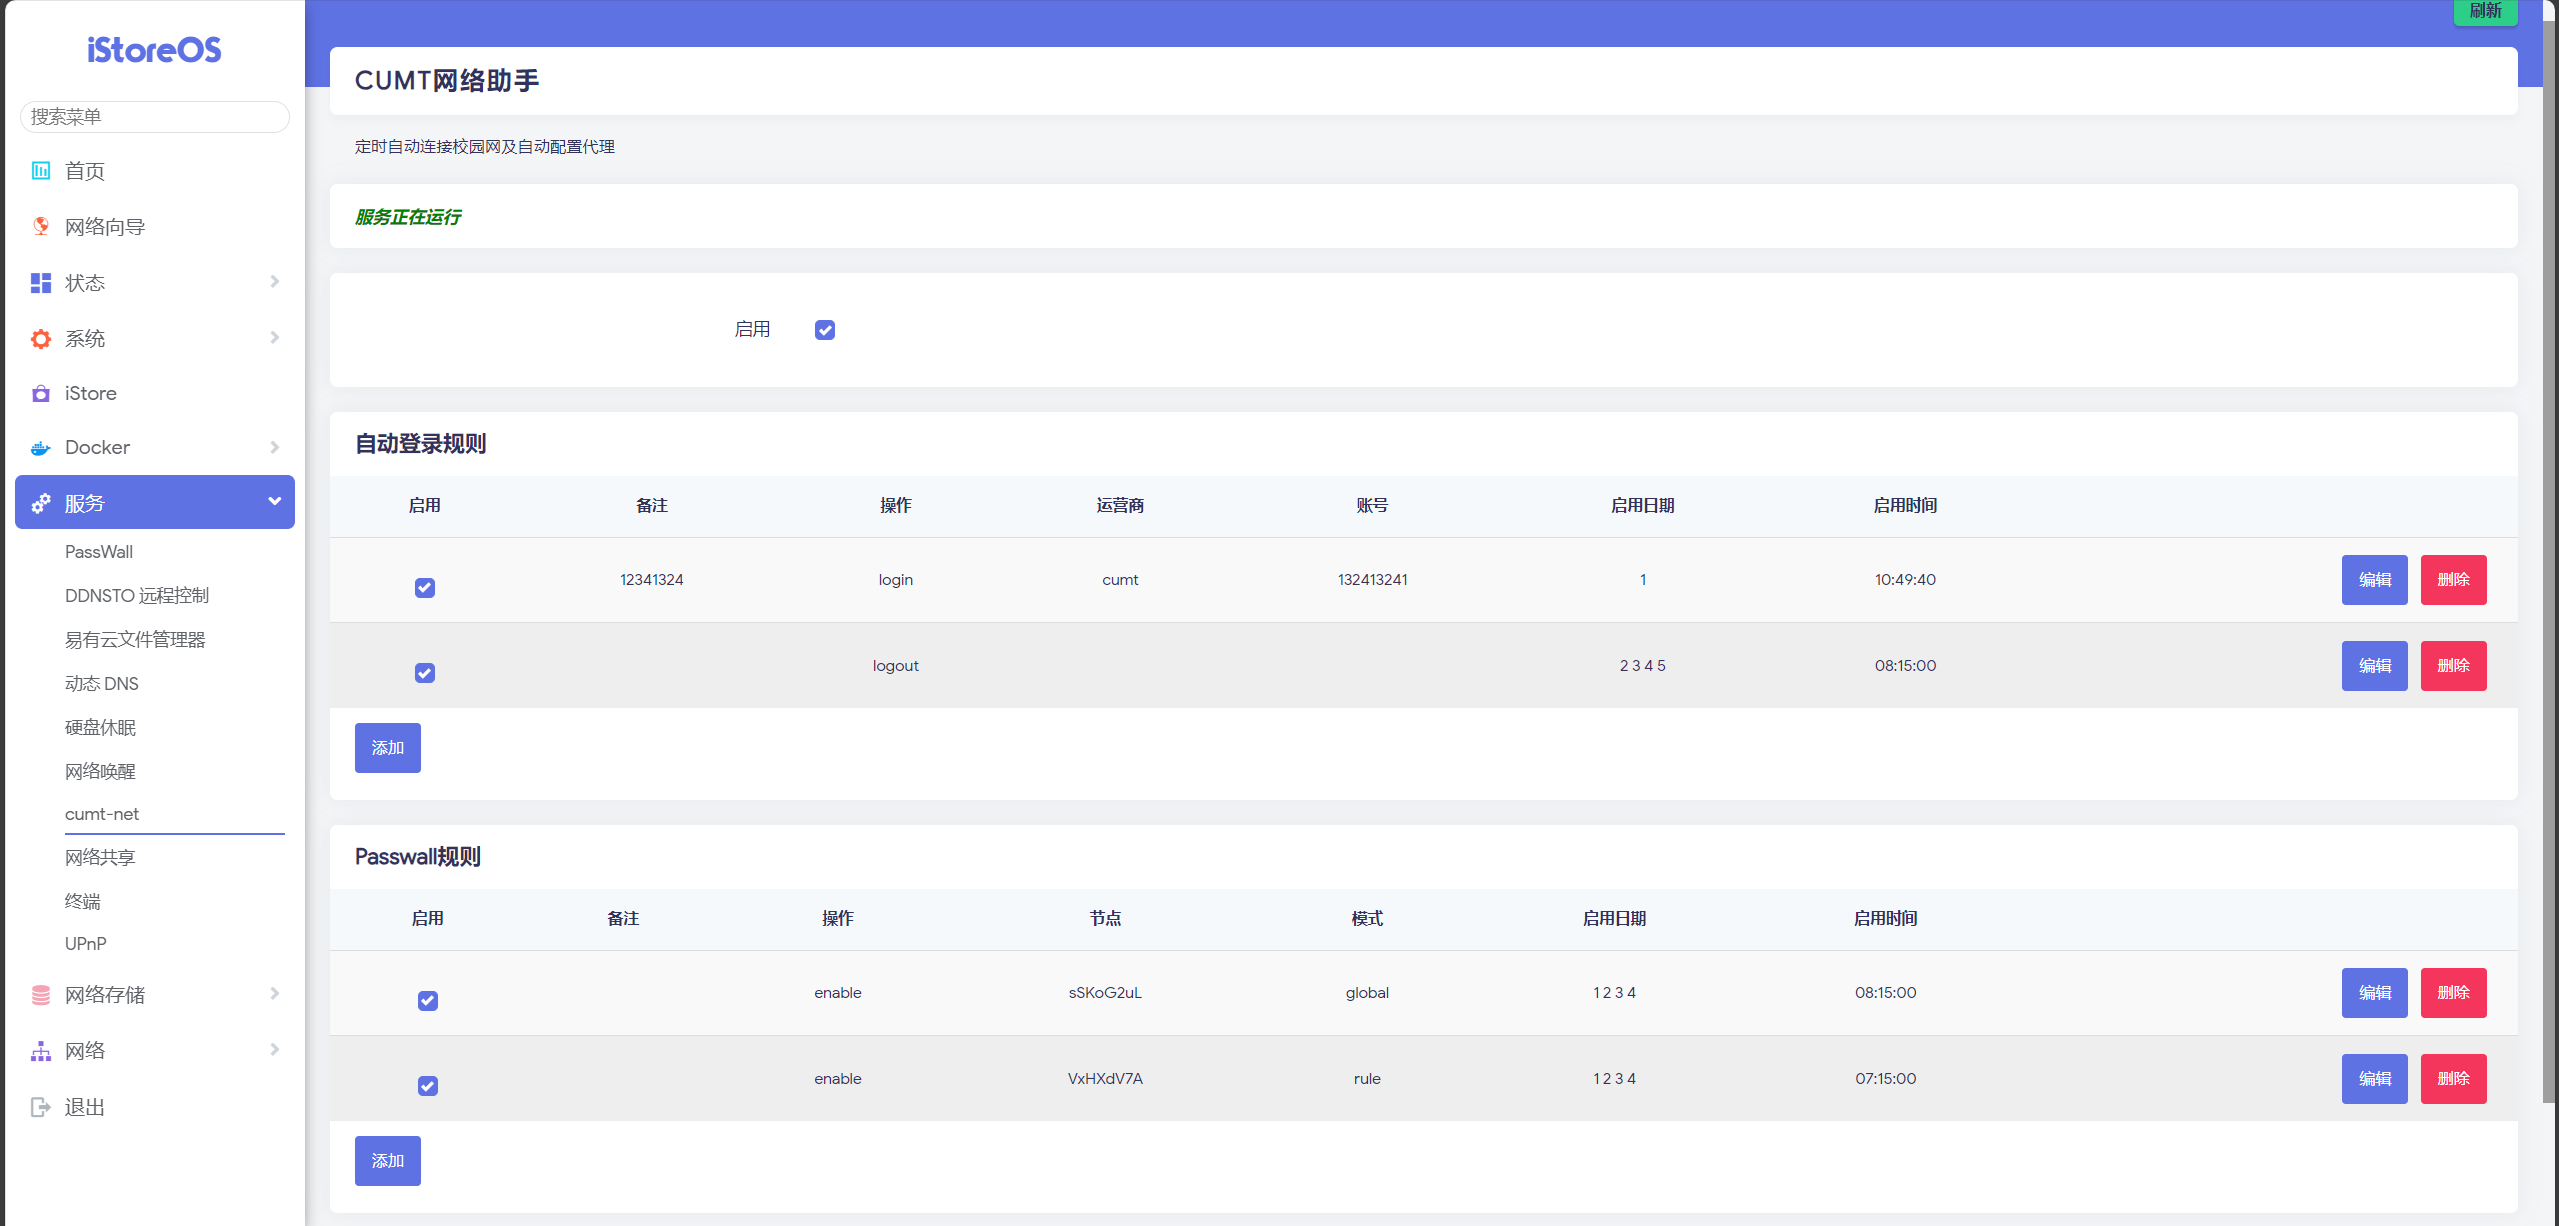 iStoreOS
搜索菜单
首页
网络向导
状态
系统
iStore
Docker
服务
PassWall
DDNSTO 远程控制
易有云文件管理器
动态 DNS
硬盘休眠
网络唤醒
cumt-net
网络共享
终端
UPnP
网络存储
网络
退出
刷新
CUMT网络助手
定时自动连接校园网及自动配置代理
服务正在运行
启用
自动登录规则
启用 备注 操作 运营商 账号 启用日期 启用时间
12341324 login cumt 132413241 1 10:49:40 编辑 删除
logout 2 3 4 5 08:15:00 编辑 删除
添加
Passwall规则
启用 备注 操作 节点 模式 启用日期 启用时间
enable sSKoG2uL global 1 2 3 4 08:15:00 编辑 删除
enable VxHXdV7A rule 1 2 3 4 07:15:00 编辑 删除
添加